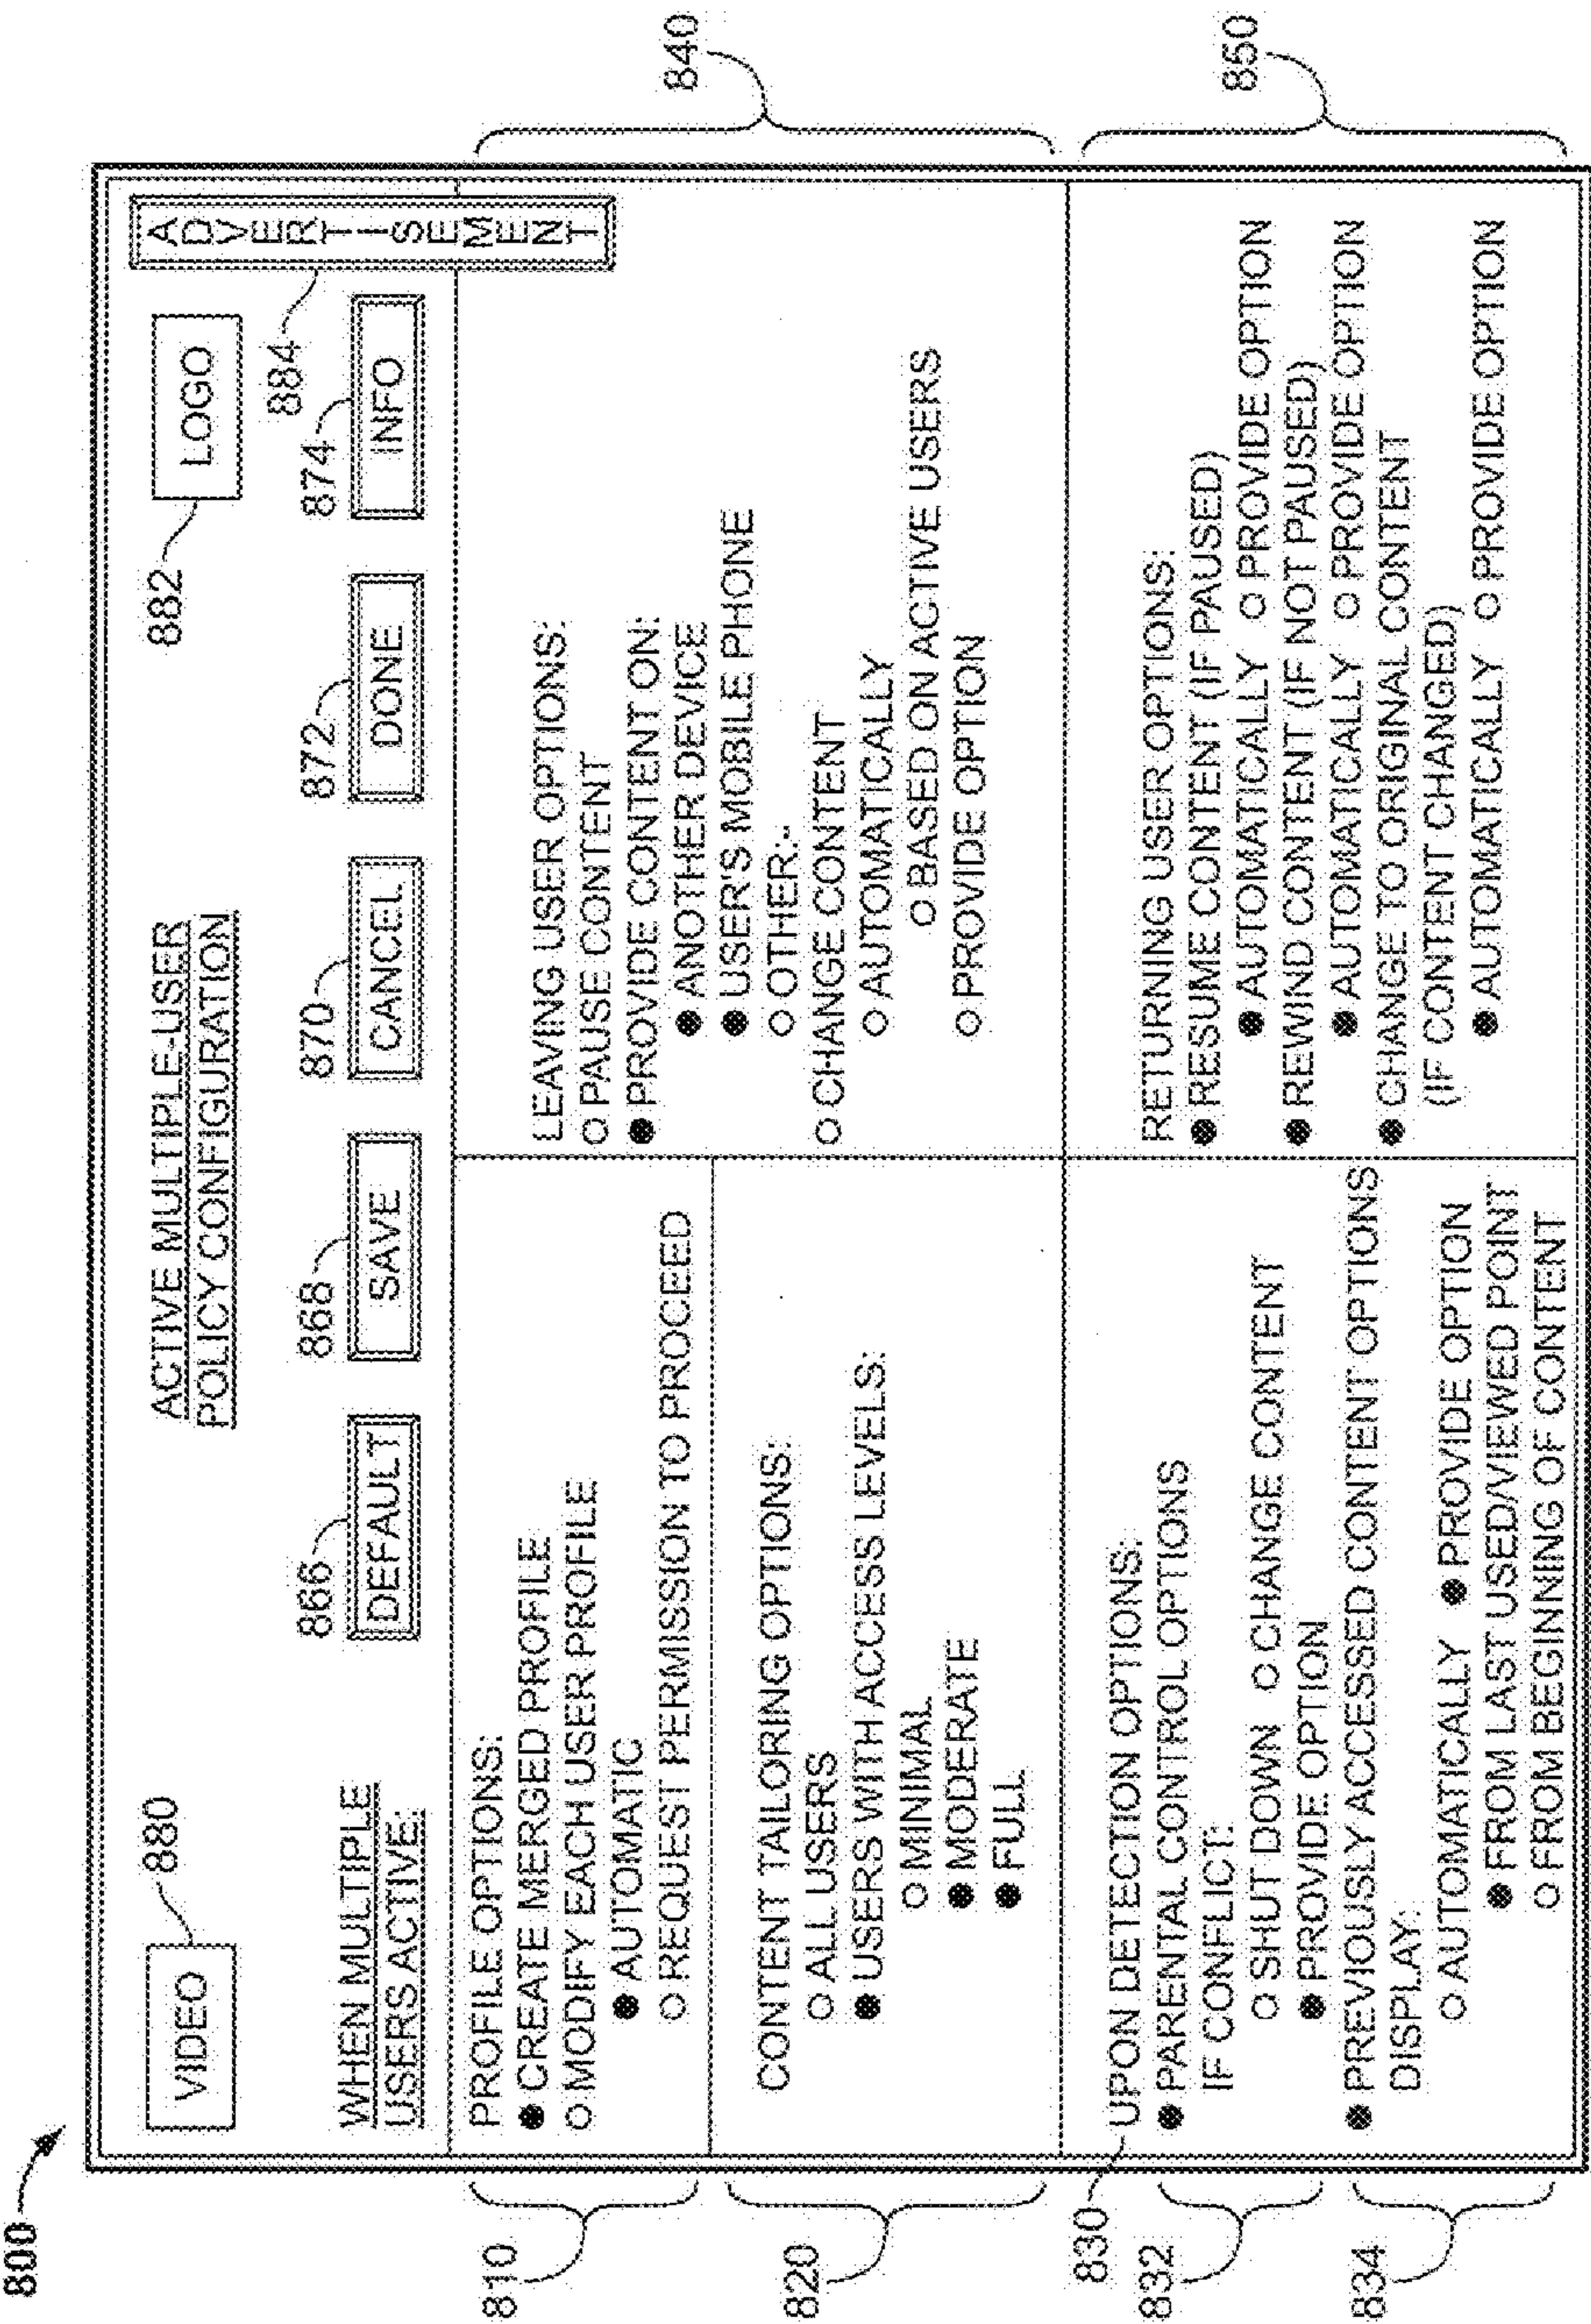 800
ACTIVE MULTIPLE-USER
POLICY CONFIGURATION
VIDEO
880
882
LOGO
884
ADVERTISEMENT
WHEN MULTIPLE
USERS ACTIVE:
866
DEFAULT
868
SAVE
870
CANCEL
872
DONE
874
INFO
810
PROFILE OPTIONS:
● CREATE MERGED PROFILE
○ MODIFY EACH USER PROFILE
● AUTOMATIC
○ REQUEST PERMISSION TO PROCEED
820
CONTENT TAILORING OPTIONS:
○ ALL USERS
● USERS WITH ACCESS LEVELS:
○ MINIMAL
● MODERATE
● FULL
840
LEAVING USER OPTIONS:
○ PAUSE CONTENT
● PROVIDE CONTENT ON:
● ANOTHER DEVICE
● USER'S MOBILE PHONE
○ OTHER:..
○ CHANGE CONTENT
○ AUTOMATICALLY
○ BASED ON ACTIVE USERS
○ PROVIDE OPTION
830
UPON DETECTION OPTIONS:
832
● PARENTAL CONTROL OPTIONS
IF CONFLICT:
○ SHUT DOWN ○ CHANGE CONTENT
● PROVIDE OPTION
834
● PREVIOUSLY ACCESSED CONTENT OPTIONS
DISPLAY:
○ AUTOMATICALLY ● PROVIDE OPTION
● FROM LAST USED/VIEWED POINT
○ FROM BEGINNING OF CONTENT
850
RETURNING USER OPTIONS:
● RESUME CONTENT (IF PAUSED)
● AUTOMATICALLY ○ PROVIDE OPTION
● REWIND CONTENT (IF NOT PAUSED)
● AUTOMATICALLY ○ PROVIDE OPTION
● CHANGE TO ORIGINAL CONTENT
(IF CONTENT CHANGED)
● AUTOMATICALLY ○ PROVIDE OPTION